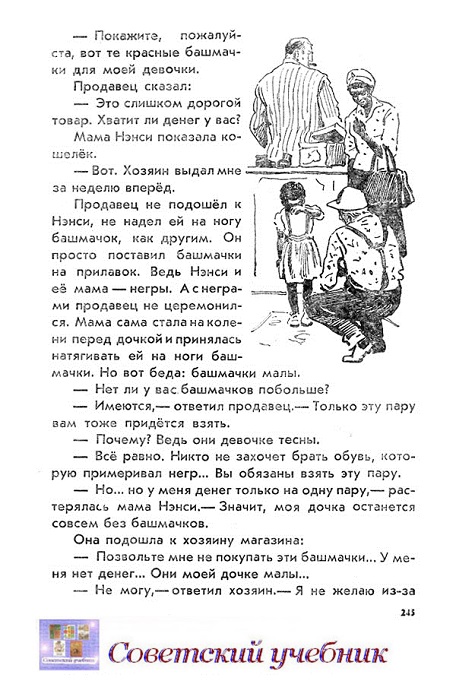 — Покажите, пожалуй-
ста, вот те красные башмач-
ки для моей девочки.
Продавец сказал:
— Это слишком дорогой
товар. Хватит ли денег у вас?
Мама Нэнси показала ко-
шелёк.
— Вот. Хозяин выдал мне
за неделю вперёд.
Продавец не подошёл к
Нэнси, не надел ей на ногу
башмачок, как другим. Он
просто поставил башмачки
на прилавок. Ведь Нэнси и
её мама — негры. А с негра-
ми продавец не церемонил-
ся. Мама сама стала на коле-
ни перед дочкой и принялась
натягивать ей на ноги баш-
мачки. Но вот беда: башмачки малы.
— Нет ли у вас башмачков побольше?
— Имеются,— ответил продавец.— Только эту пару
вам тоже придётся взять.
— Почему? Ведь они девочке тесны.
— Всё равно. Никто не захочет брать обувь, кото-
рую примеривал негр... Вы обязаны взять эту пару.
— Но... но у меня денег только на одну пару,— рас-
терялась мама Нэнси.— Значит, моя дочка останется
совсем без башмачков.
Она подошла к хозяину магазина:
— Позвольте мне не покупать эти башмачки... У ме-
ня нет денег... Они моей дочке малы...
— Не могу,— ответил хозяин.— Я не желаю из-за
245
Советский учебник
Советский учебник